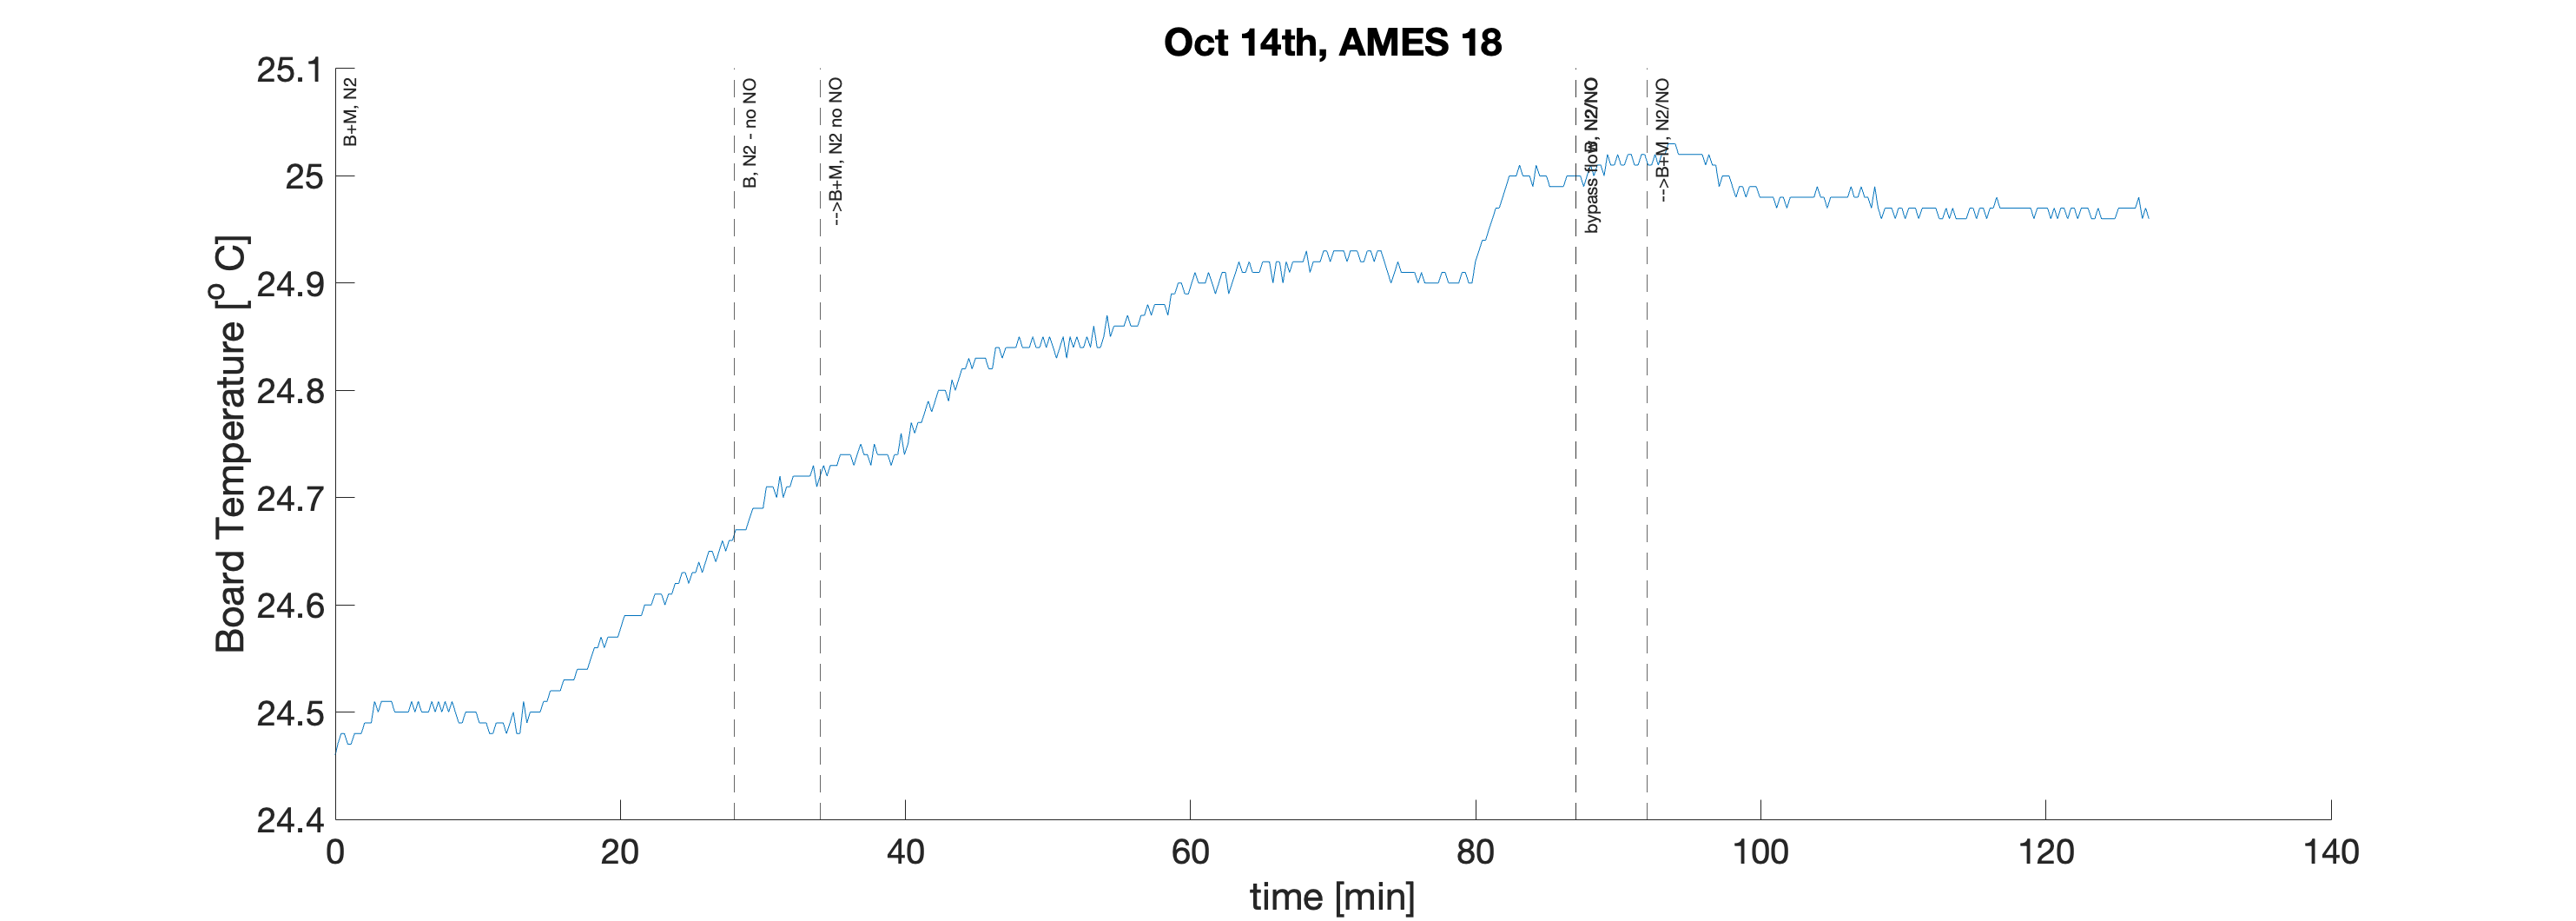 Oct 14th, AMES 18
25.1
25
24.9
24.8
24.7
24.6
24.5
24.4
Board Temperature [o C]
B+M, N2
B, N2 - no NO
-->B+M, N2 no NO
bypass flow
B, N2/NO
-->B+M, N2/NO
0
20
40
60
80
100
120
140
time [min]